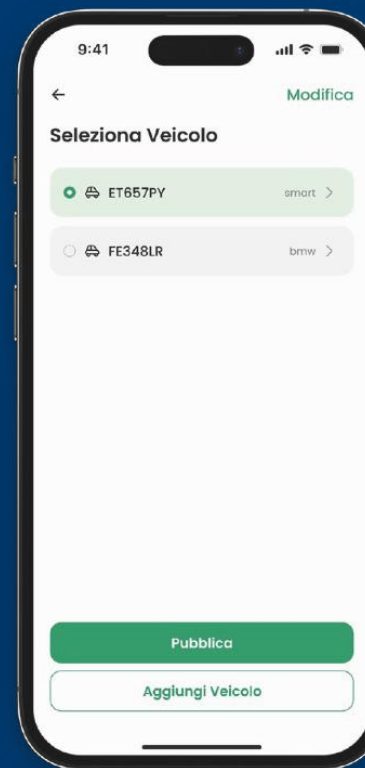 9:41
Modifica
Seleziona Veicolo
ET657PY smart
FE348LR bmw
Pubblica
Aggiungi Veicolo